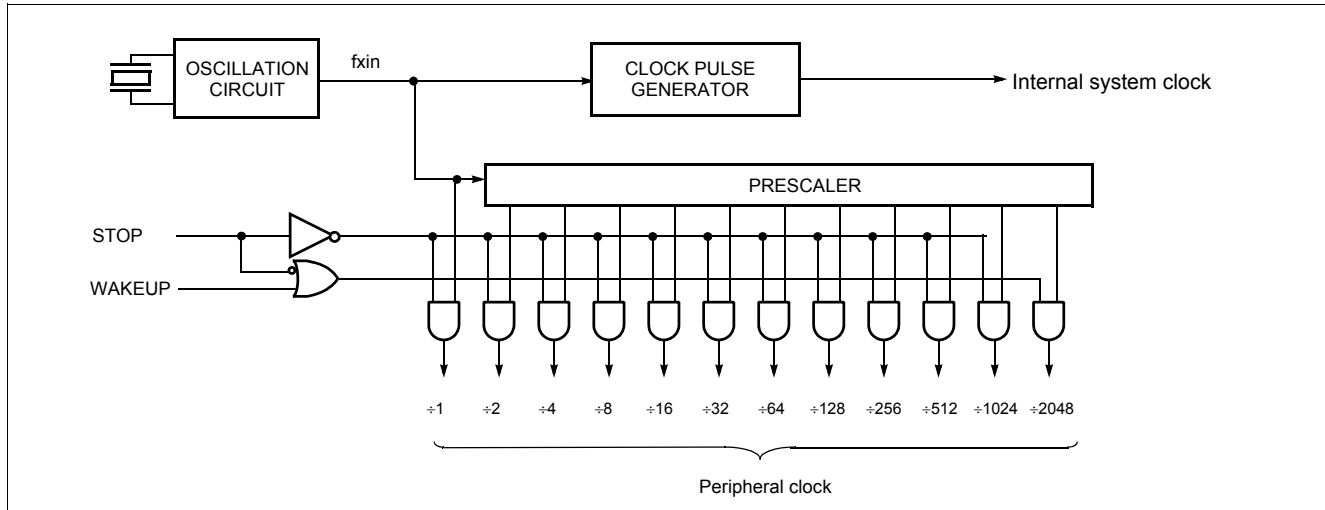 OSCILLATION
CIRCUIT
fxin
CLOCK PULSE
GENERATOR
Internal system clock
PRESCALER
STOP
WAKEUP
÷1 ÷2 ÷4 ÷8 ÷16 ÷32 ÷64 ÷128 ÷256 ÷512 ÷1024 ÷2048
Peripheral clock